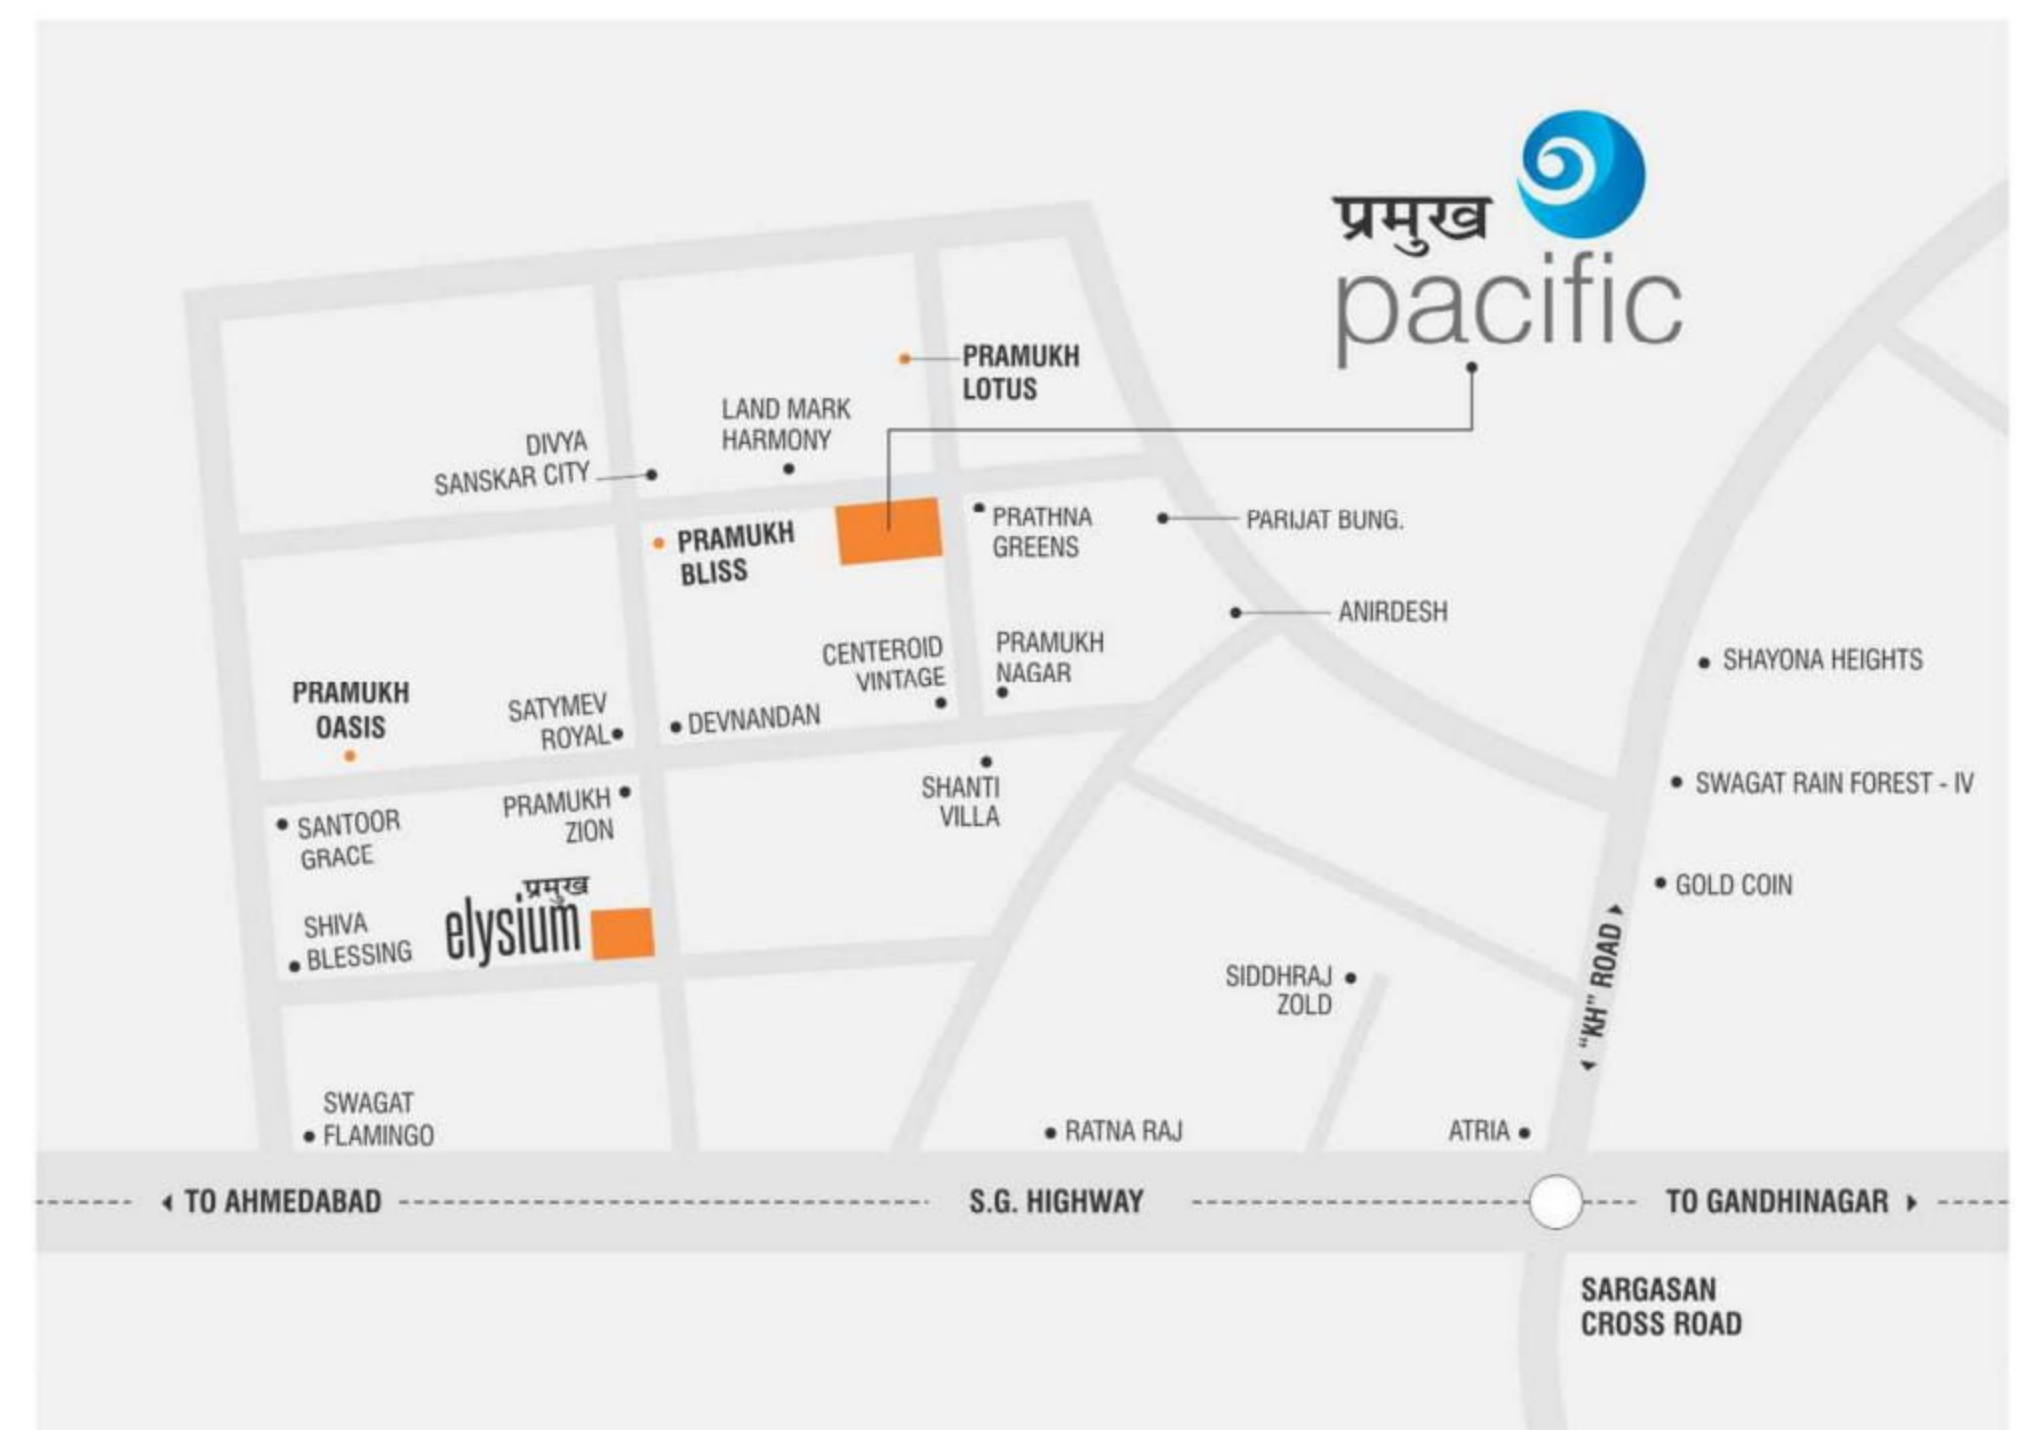 प्रमुख
pacific
PRAMUKH
LOTUS
LAND MARK
HARMONY
DIVYA
SANSKAR CITY
PRAMUKH
BLISS
PRATHNA
GREENS
PARIJAT BUNG.
ANIRDESH
CENTEROID
VINTAGE
PRAMUKH
NAGAR
SHAYONA HEIGHTS
PRAMUKH
OASIS
SATYMEV
ROYAL
DEVNANDAN
SHANTI
VILLA
SWAGAT RAIN FOREST - IV
SANTOOR
GRACE
PRAMUKH
ZION
प्रमुख
elysium
SHIVA
BLESSING
GOLD COIN
"KH" ROAD
SIDDHRAJ
ZOLD
SWAGAT
FLAMINGO
RATNA RAJ
ATRIA
TO AHMEDABAD
S.G. HIGHWAY
TO GANDHINAGAR
SARGASAN
CROSS ROAD